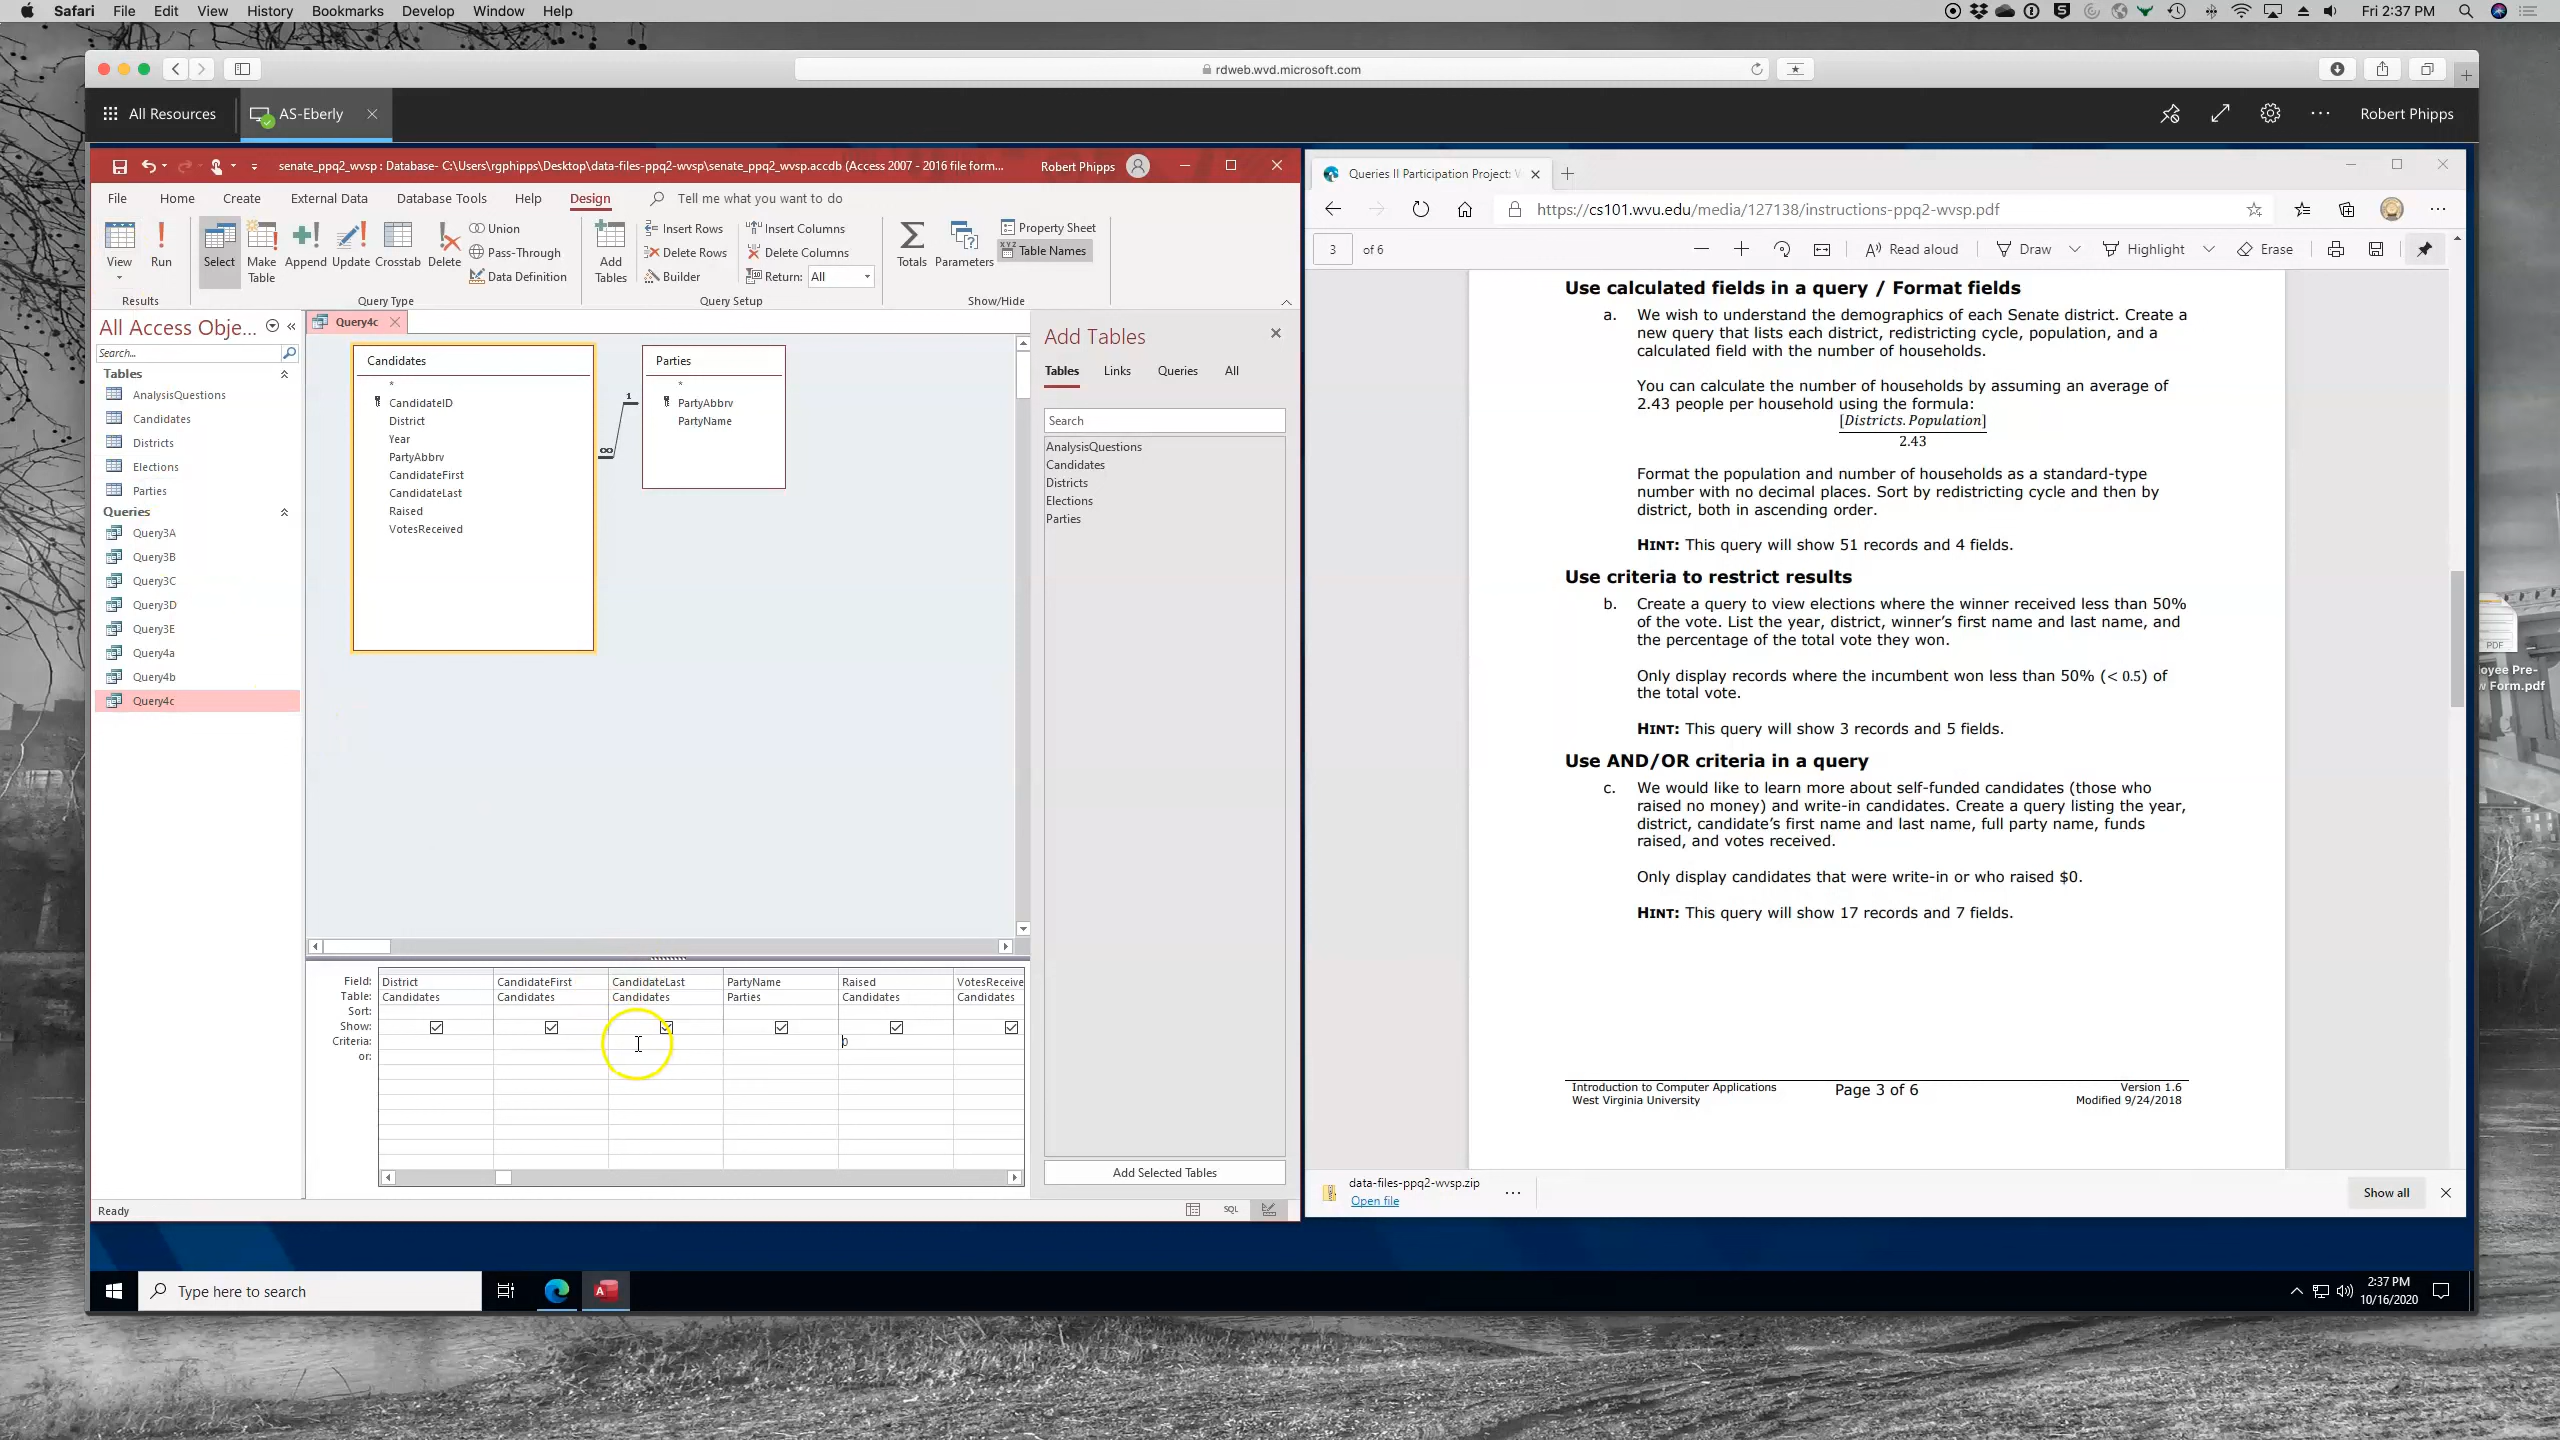 Safari File Edit View History Bookmarks Develop Window Help
Fri 2:37 PM
rdweb.wvd.microsoft.com
All Resources
AS-Eberly
Robert Phipps
senate_ppq2_wvsp : Database- C:\Users\rgphipps\Desktop\data-files-ppq2-wvsp\senate_ppq2_wvsp.accdb (Access 2007 - 2016 file form...
Robert Phipps
File Home Create External Data Database Tools Help Design Tell me what you want to do
View
Run
Results
Select
Make Table
Append
Update
Crosstab
Delete
Union
Pass-Through
Data Definition
Query Type
Add Tables
Insert Rows
Delete Rows
Builder
Insert Columns
Delete Columns
Return: All
Query Setup
Totals
Parameters
Property Sheet
XYZ Table Names
Show/Hide
All Access Obje...
Search...
Tables
AnalysisQuestions
Candidates
Districts
Elections
Parties
Queries
Query3A
Query3B
Query3C
Query3D
Query3E
Query4a
Query4b
Query4c
Query4c
Candidates
*
CandidateID
District
Year
PartyAbbrv
CandidateFirst
CandidateLast
Raised
VotesReceived
1
∞
Parties
*
PartyAbbrv
PartyName
Add Tables
Tables Links Queries All
Search
AnalysisQuestions
Candidates
Districts
Elections
Parties
Add Selected Tables
Field: District CandidateFirst CandidateLast PartyName Raised VotesReceive
Table: Candidates Candidates Candidates Parties Candidates Candidates
Sort:
Show:
Criteria: 0
or:
Ready
SQL
Queries II Participation Project: W
https://cs101.wvu.edu/media/127138/instructions-ppq2-wvsp.pdf
3 of 6
Read aloud
Draw
Highlight
Erase
Use calculated fields in a query / Format fields
a. We wish to understand the demographics of each Senate district. Create a
new query that lists each district, redistricting cycle, population, and a
calculated field with the number of households.
You can calculate the number of households by assuming an average of
2.43 people per household using the formula:
[Districts. Population]
2.43
Format the population and number of households as a standard-type
number with no decimal places. Sort by redistricting cycle and then by
district, both in ascending order.
HINT: This query will show 51 records and 4 fields.
Use criteria to restrict results
b. Create a query to view elections where the winner received less than 50%
of the vote. List the year, district, winner's first name and last name, and
the percentage of the total vote they won.
Only display records where the incumbent won less than 50% (< 0.5) of
the total vote.
HINT: This query will show 3 records and 5 fields.
Use AND/OR criteria in a query
c. We would like to learn more about self-funded candidates (those who
raised no money) and write-in candidates. Create a query listing the year,
district, candidate's first name and last name, full party name, funds
raised, and votes received.
Only display candidates that were write-in or who raised $0.
HINT: This query will show 17 records and 7 fields.
Introduction to Computer Applications Page 3 of 6 Version 1.6
West Virginia University Modified 9/24/2018
data-files-ppq2-wvsp.zip
Open file
Show all
PDF
oyee Pre-
Form.pdf
Type here to search
2:37 PM
10/16/2020